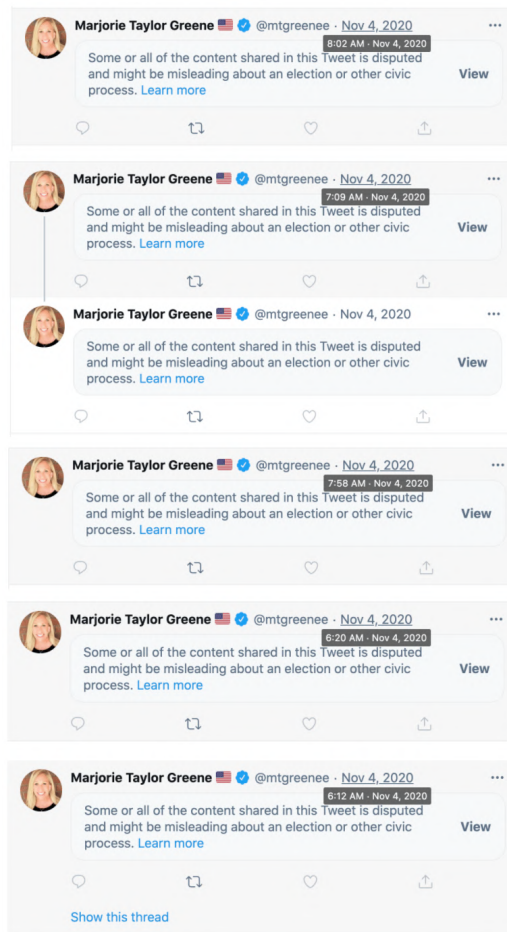 Marjorie Taylor Greene 🇺🇸 @mtgreenee · Nov 4, 2020
8:02 AM · Nov 4, 2020
Some or all of the content shared in this Tweet is disputed
and might be misleading about an election or other civic View
process. Learn more
Marjorie Taylor Greene 🇺🇸 @mtgreenee · Nov 4, 2020
7:09 AM · Nov 4, 2020
Some or all of the content shared in this Tweet is disputed
and might be misleading about an election or other civic View
process. Learn more
Marjorie Taylor Greene 🇺🇸 @mtgreenee · Nov 4, 2020
Some or all of the content shared in this Tweet is disputed
and might be misleading about an election or other civic View
process. Learn more
Marjorie Taylor Greene 🇺🇸 @mtgreenee · Nov 4, 2020
7:58 AM · Nov 4, 2020
Some or all of the content shared in this Tweet is disputed
and might be misleading about an election or other civic View
process. Learn more
Marjorie Taylor Greene 🇺🇸 @mtgreenee · Nov 4, 2020
6:20 AM · Nov 4, 2020
Some or all of the content shared in this Tweet is disputed
and might be misleading about an election or other civic View
process. Learn more
Marjorie Taylor Greene 🇺🇸 @mtgreenee · Nov 4, 2020
6:12 AM · Nov 4, 2020
Some or all of the content shared in this Tweet is disputed
and might be misleading about an election or other civic View
process. Learn more
Show this thread